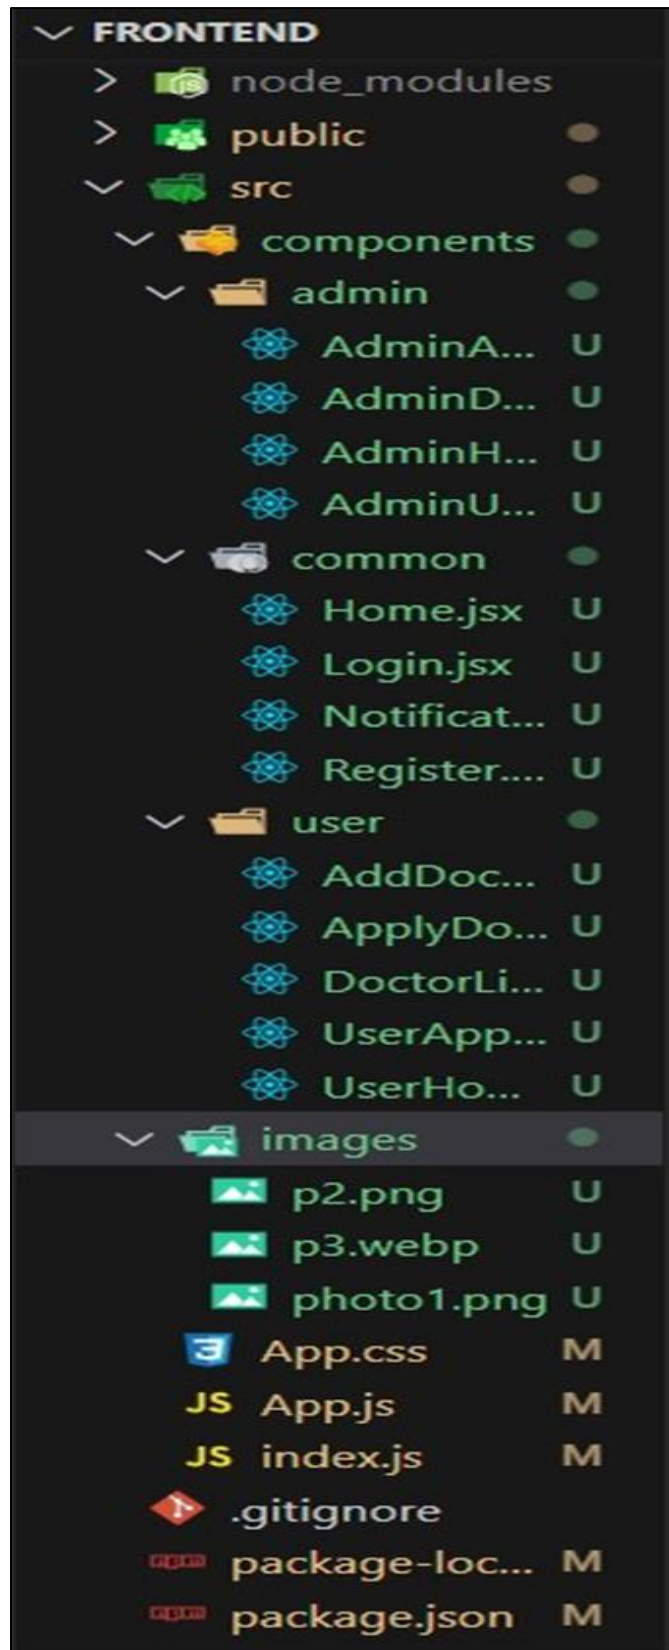 FRONTEND
node_modules
public
src
components
admin
AdminA... U
AdminD... U
AdminH... U
AdminU... U
common
Home.jsx U
Login.jsx U
Notificat... U
Register.... U
user
AddDoc... U
ApplyDo... U
DoctorLi... U
UserApp... U
UserHo... U
images
p2.png U
p3.webp U
photo1.png U
App.css M
JS App.js M
JS index.js M
.gitignore
package-loc... M
package.json M